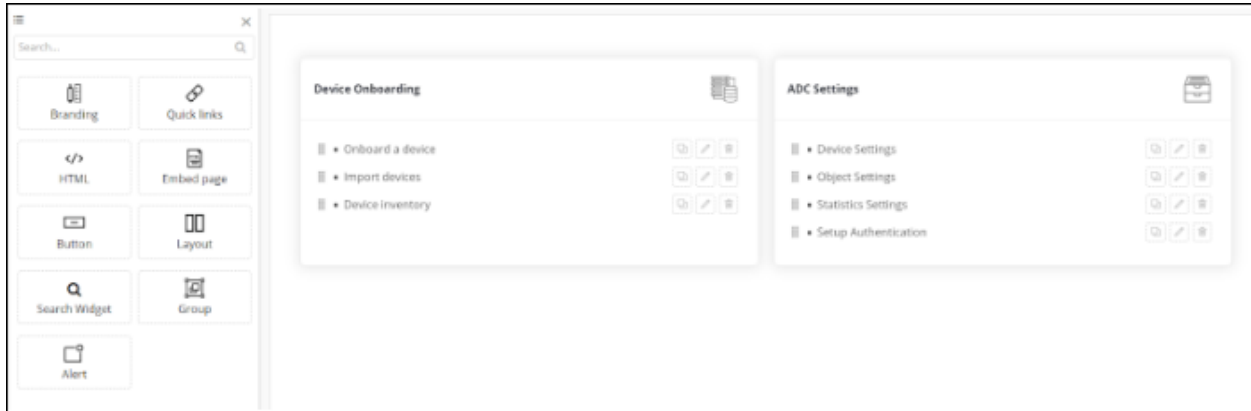 Search...
Branding
Quick links
HTML
Embed page
Button
Layout
Search Widget
Group
Alert
Device Onboarding
• Onboard a device
• Import devices
• Device inventory
ADC Settings
• Device Settings
• Object Settings
• Statistics Settings
• Setup Authentication